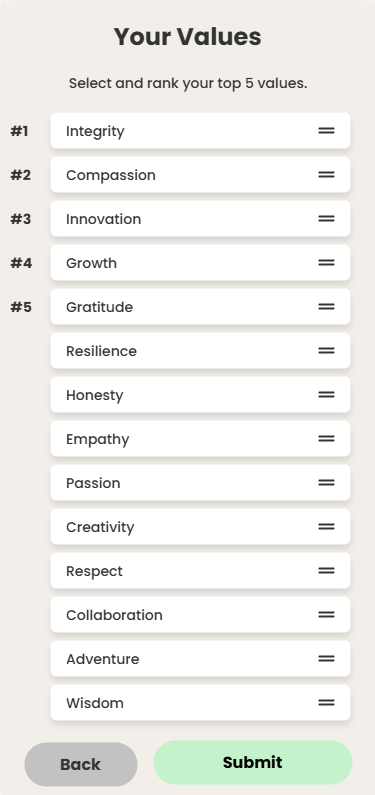 Your Values
Select and rank your top 5 values.
#1 Integrity
#2 Compassion
#3 Innovation
#4 Growth
#5 Gratitude
Resilience
Honesty
Empathy
Passion
Creativity
Respect
Collaboration
Adventure
Wisdom
Back Submit